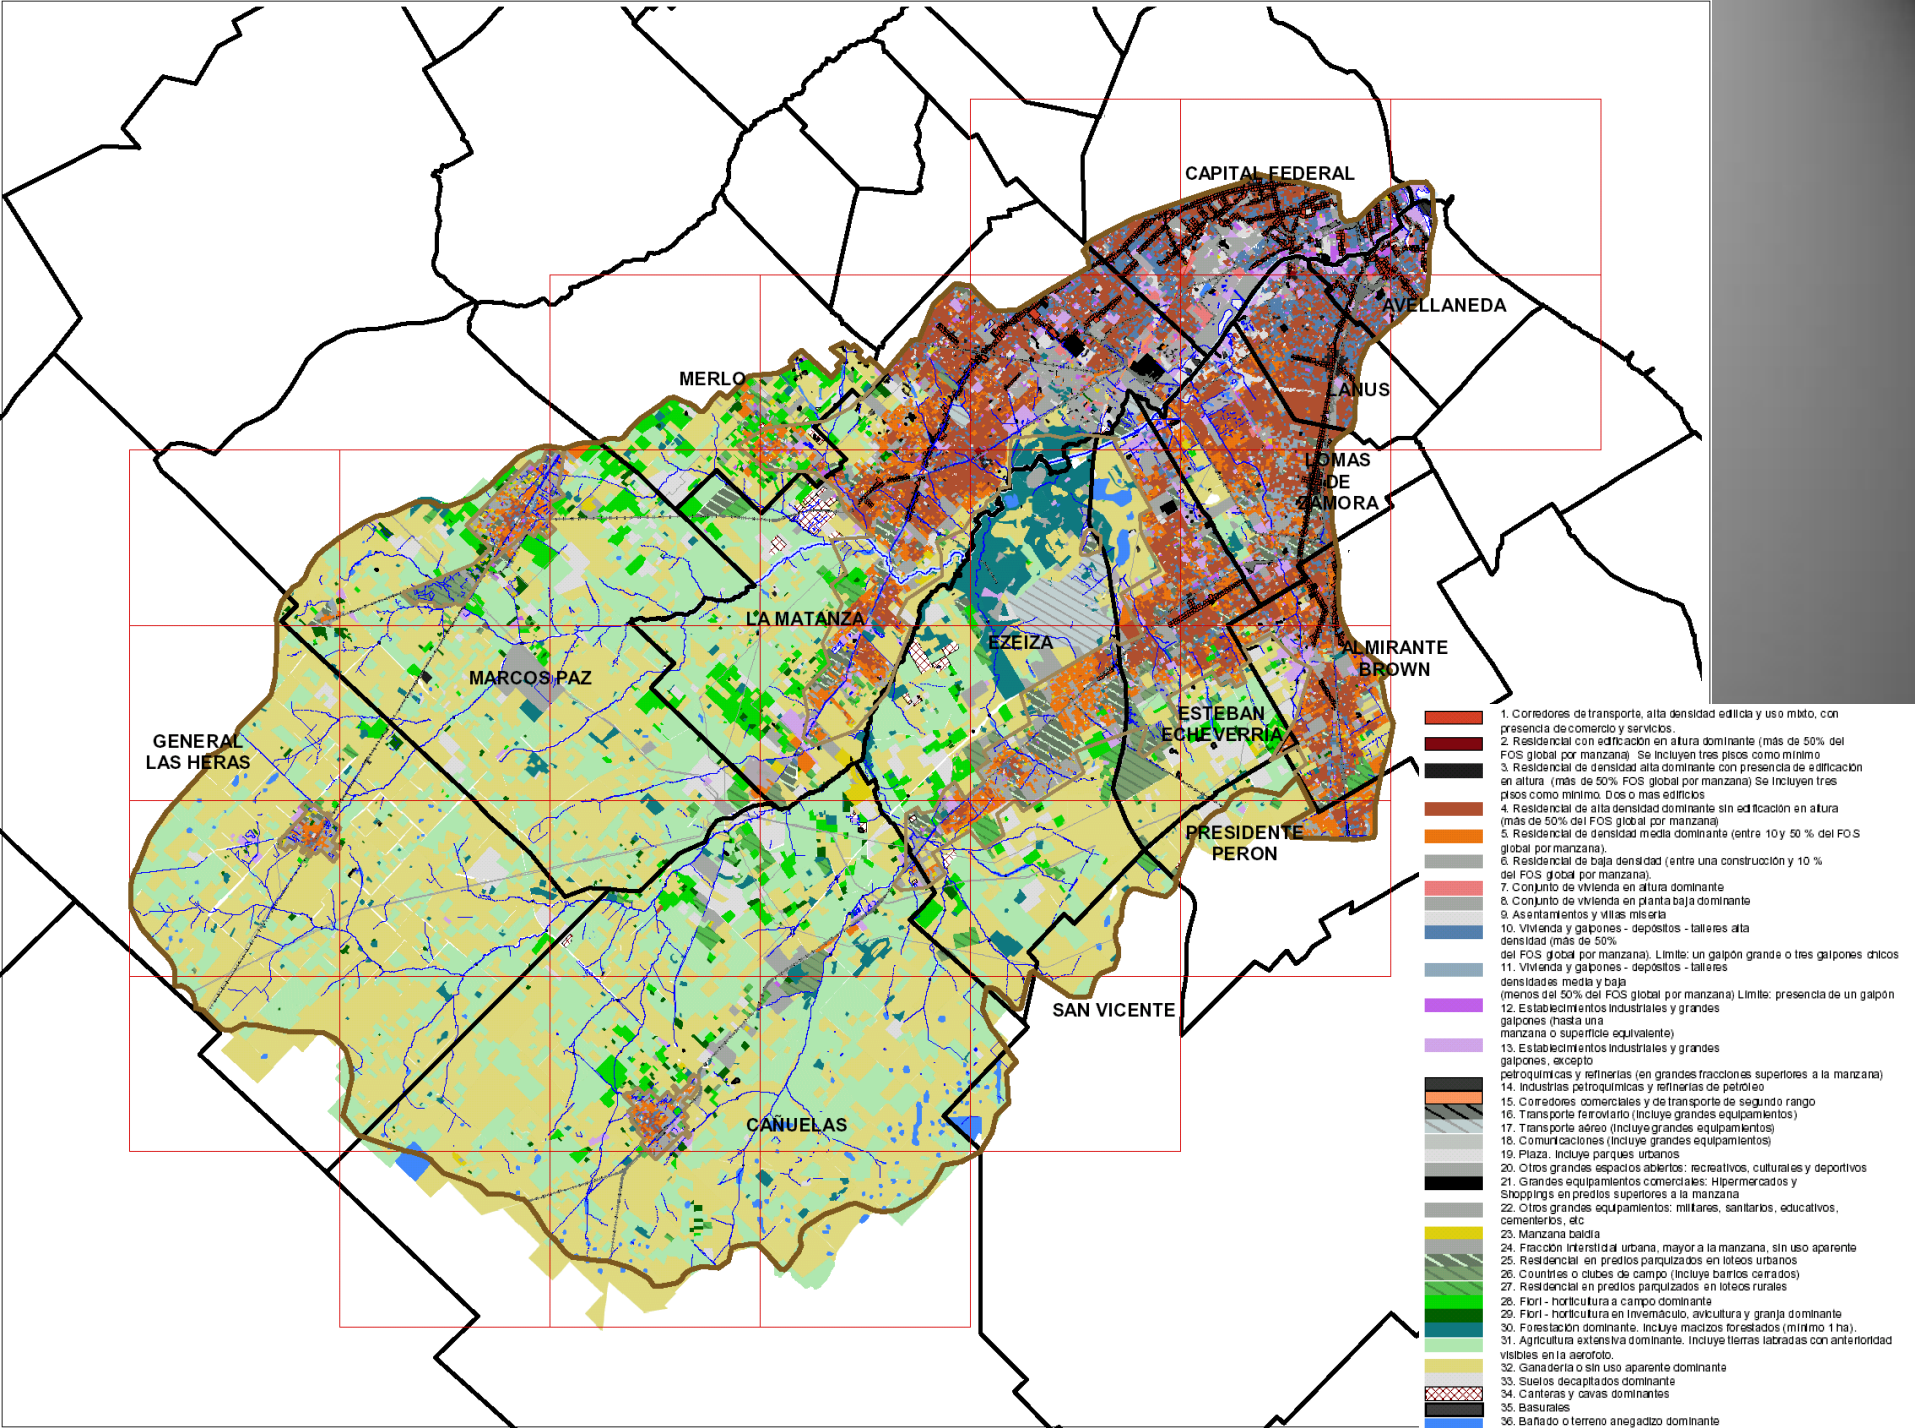 CAPITAL FEDERAL
AVELLANEDA
MERLO
LANUS
LOMAS
DE
ZAMORA
LA MATANZA
EZEIZA
ALMIRANTE
BROWN
MARCOS PAZ
ESTEBAN
ECHEVERRÍA
GENERAL
LAS HERAS
PRESIDENTE
PERON
SAN VICENTE
CAÑUELAS
1. Corredores de transporte, alta densidad edilicia y uso mixto, con
presencia de comercio y servicios.
2. Residencial con edificación en altura dominante (más de 50% del
FOS global por manzana) Se incluyen tres pisos como mínimo
3. Residencial de densidad alta dominante con presencia de edificación
en altura (más de 50% FOS global por manzana) Se incluyen tres
pisos como mínimo. Dos o mas edificios
4. Residencial de alta densidad dominante sin edificación en altura
(más de 50% del FOS global por manzana)
5. Residencial de densidad media dominante (entre 10 y 50 % del FOS
global por manzana).
6. Residencial de baja densidad (entre una construcción y 10 %
del FOS global por manzana).
7. Conjunto de vivienda en altura dominante
8. Conjunto de vivienda en planta baja dominante
9. Asentamientos y villas miseria
10. Vivienda y galpones - depósitos - talleres alta
densidad (más de 50%
del FOS global por manzana). Límite: un galpón grande o tres galpones chicos
11. Vivienda y galpones - depósitos - talleres
densidades media y baja
(menos del 50% del FOS global por manzana) Límite: presencia de un galpón
12. Establecimientos industriales y grandes
galpones (hasta una
manzana o superficie equivalente)
13. Establecimientos industriales y grandes
galpones, excepto
petroquímicas y refinerías (en grandes fracciones superiores a la manzana)
14. Industrias petroquímicas y refinerías de petróleo
15. Corredores comerciales y de transporte de segundo rango
16. Transporte ferroviario (incluye grandes equipamientos)
17. Transporte aéreo (incluye grandes equipamientos)
18. Comunicaciones (incluye grandes equipamientos)
19. Plaza. Incluye parques urbanos
20. Otros grandes espacios abiertos: recreativos, culturales y deportivos
21. Grandes equipamientos comerciales: Hipermercados y
Shoppings en predios superiores a la manzana
22. Otros grandes equipamientos: militares, sanitarios, educativos,
cementerios, etc
23. Manzana baldía
24. Fracción intersticial urbana, mayor a la manzana, sin uso aparente
25. Residencial en predios parquizados en loteos urbanos
26. Countries o clubes de campo (incluye barrios cerrados)
27. Residencial en predios parquizados en loteos rurales
28. Flori - horticultura a campo dominante
29. Flori - horticultura en invernáculo, avicultura y granja dominante
30. Forestación dominante. Incluye macizos forestados (mínimo 1 ha).
31. Agricultura extensiva dominante. Incluye tierras labradas con anterioridad
visibles en la aerofoto.
32. Ganadería o sin uso aparente dominante
33. Suelos decapitados dominante
34. Canteras y cavas dominantes
35. Basurales
36. Bañado o terreno anegadizo dominante